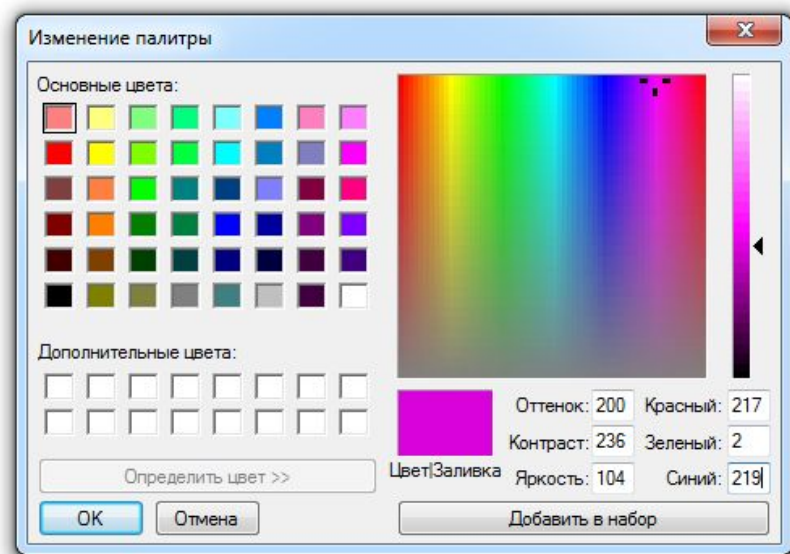 Изменение палитры
Основные цвета:
Дополнительные цвета:
Определить цвет >>
OK
Отмена
Цвет|Заливка
Оттенок: 200
Красный: 217
Контраст: 236
Зеленый: 2
Яркость: 104
Синий: 219
Добавить в набор